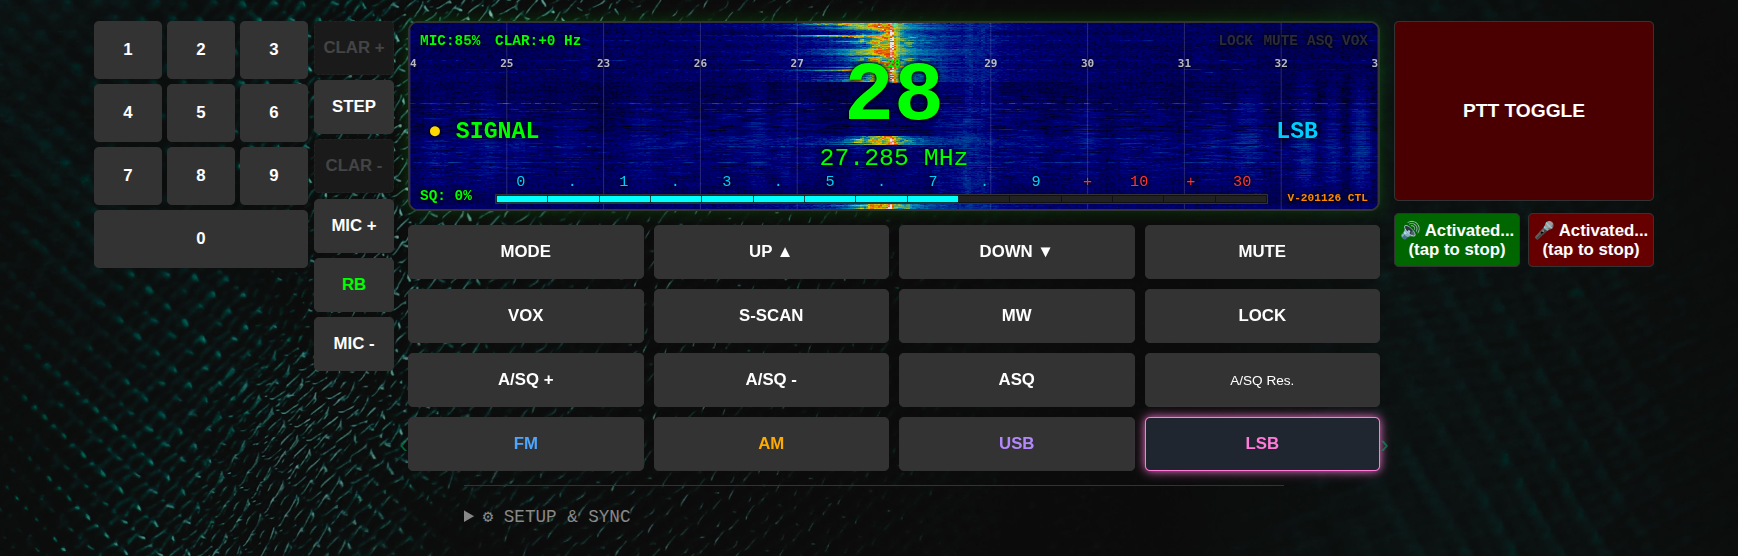 1 2 3 CLAR +
4 5 6 STEP
7 8 9 CLAR -
0 MIC +
RB
MIC -
MIC:85% CLAR:+0 Hz LOCK MUTE ASQ VOX
4 25 23 26 27 29 30 31 32 3
28
SIGNAL LSB
27.285 MHz
0 . 1 . 3 . 5 . 7 . 9 + 10 + 30
SQ: 0% V-201126 CTL
PTT TOGGLE
🔊 Activated... 🎤 Activated...
(tap to stop) (tap to stop)
MODE UP ▲ DOWN ▼ MUTE
VOX S-SCAN MW LOCK
A/SQ + A/SQ - ASQ A/SQ Res.
FM AM USB LSB
▶ ⚙ SETUP & SYNC